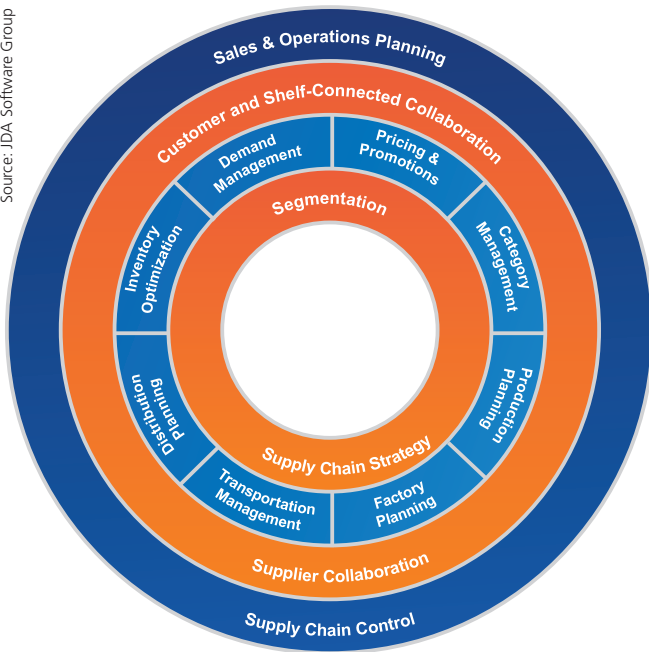 Source: JDA Software Group
Sales & Operations Planning
Customer and Shelf-Connected Collaboration
Demand
Management
Pricing &
Promotions
Category
Management
Production
Planning
Factory
Planning
Transportation
Management
Distribution
Planning
Inventory
Optimization
Segmentation
Supply Chain Strategy
Supplier Collaboration
Supply Chain Control